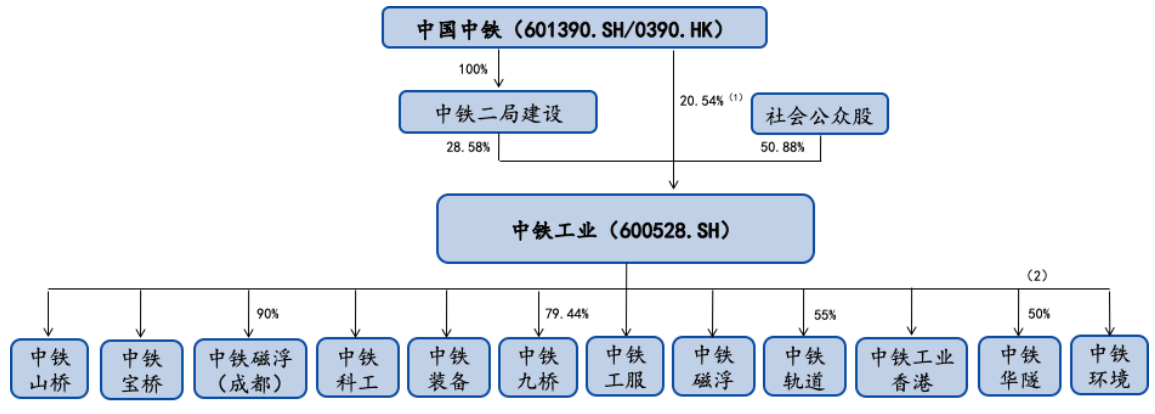 中国中铁（601390.SH/0390.HK）
100%
20.54%（1）
中铁二局建设
社会公众股
28.58%
50.88%
中铁工业（600528.SH）
（2）
90%
79.44%
55%
50%
中铁
山桥
中铁
宝桥
中铁磁浮
（成都）
中铁
科工
中铁
装备
中铁
九桥
中铁
工服
中铁
磁浮
中铁
轨道
中铁工业
香港
中铁
华隧
中铁
环境